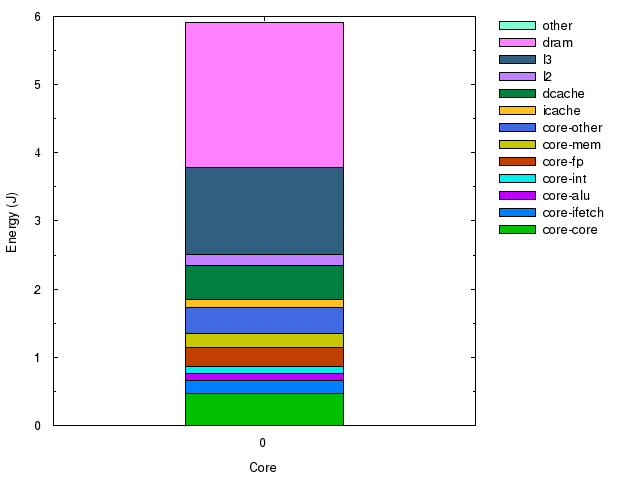 6
5
4
3
2
1
0
Energy (J)
0
Core
other
dram
l3
l2
dcache
icache
core-other
core-mem
core-fp
core-int
core-alu
core-ifetch
core-core